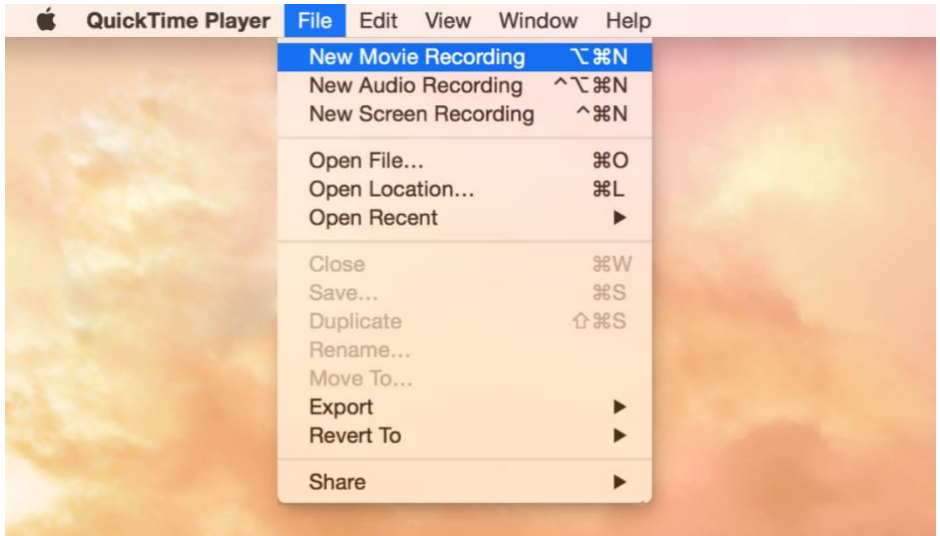 QuickTime Player File Edit View Window Help
New Movie Recording ⌥⌘N
New Audio Recording ^⌥⌘N
New Screen Recording ^⌘N
Open File... ⌘O
Open Location... ⌘L
Open Recent ▶
Close ⌘W
Save... ⌘S
Duplicate ⇧⌘S
Rename...
Move To...
Export ▶
Revert To ▶
Share ▶